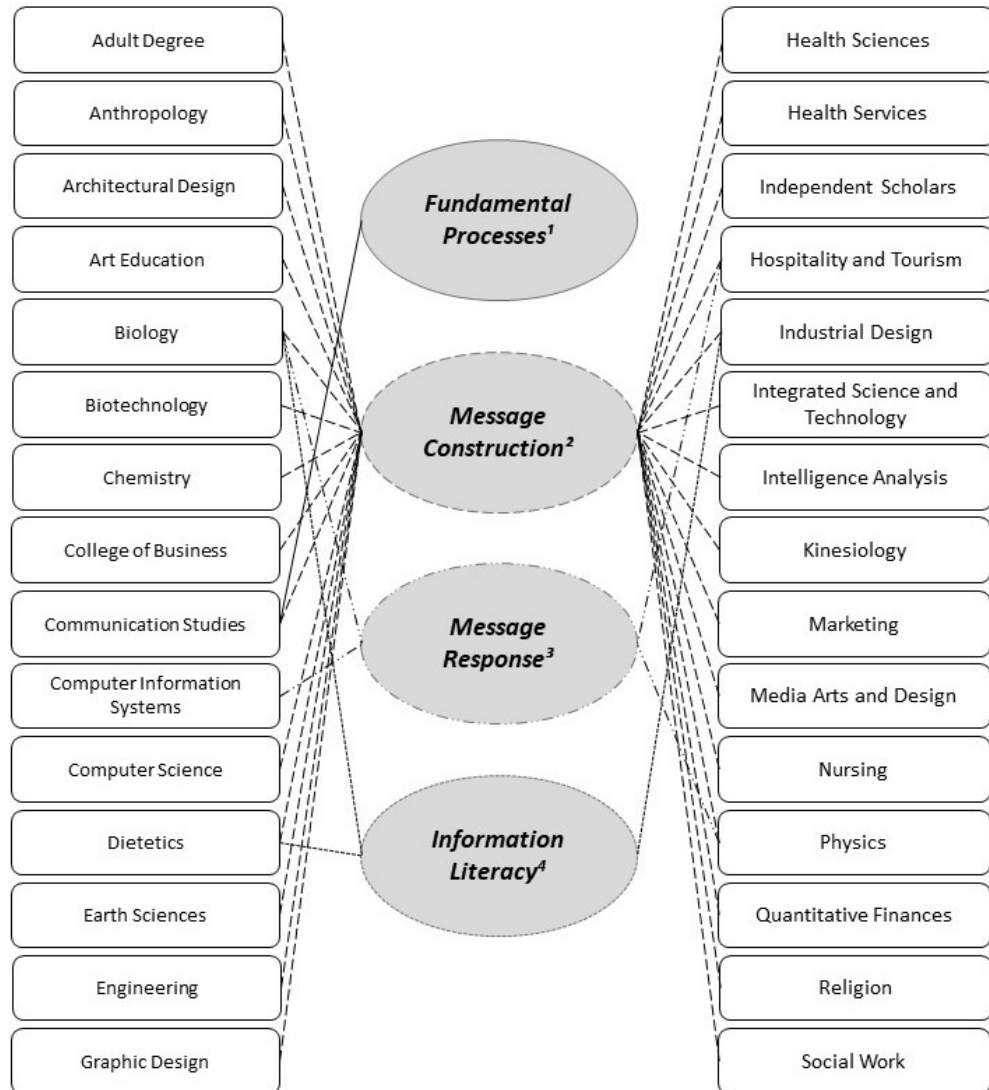 Adult Degree
Anthropology
Architectural Design
Art Education
Biology
Biotechnology
Chemistry
College of Business
Communication Studies
Computer Information
Systems
Computer Science
Dietetics
Earth Sciences
Engineering
Graphic Design
Fundamental
Processes¹
Message
Construction²
Message
Response³
Information
Literacy⁴
Health Sciences
Health Services
Independent Scholars
Hospitality and Tourism
Industrial Design
Integrated Science and
Technology
Intelligence Analysis
Kinesiology
Marketing
Media Arts and Design
Nursing
Physics
Quantitative Finances
Religion
Social Work